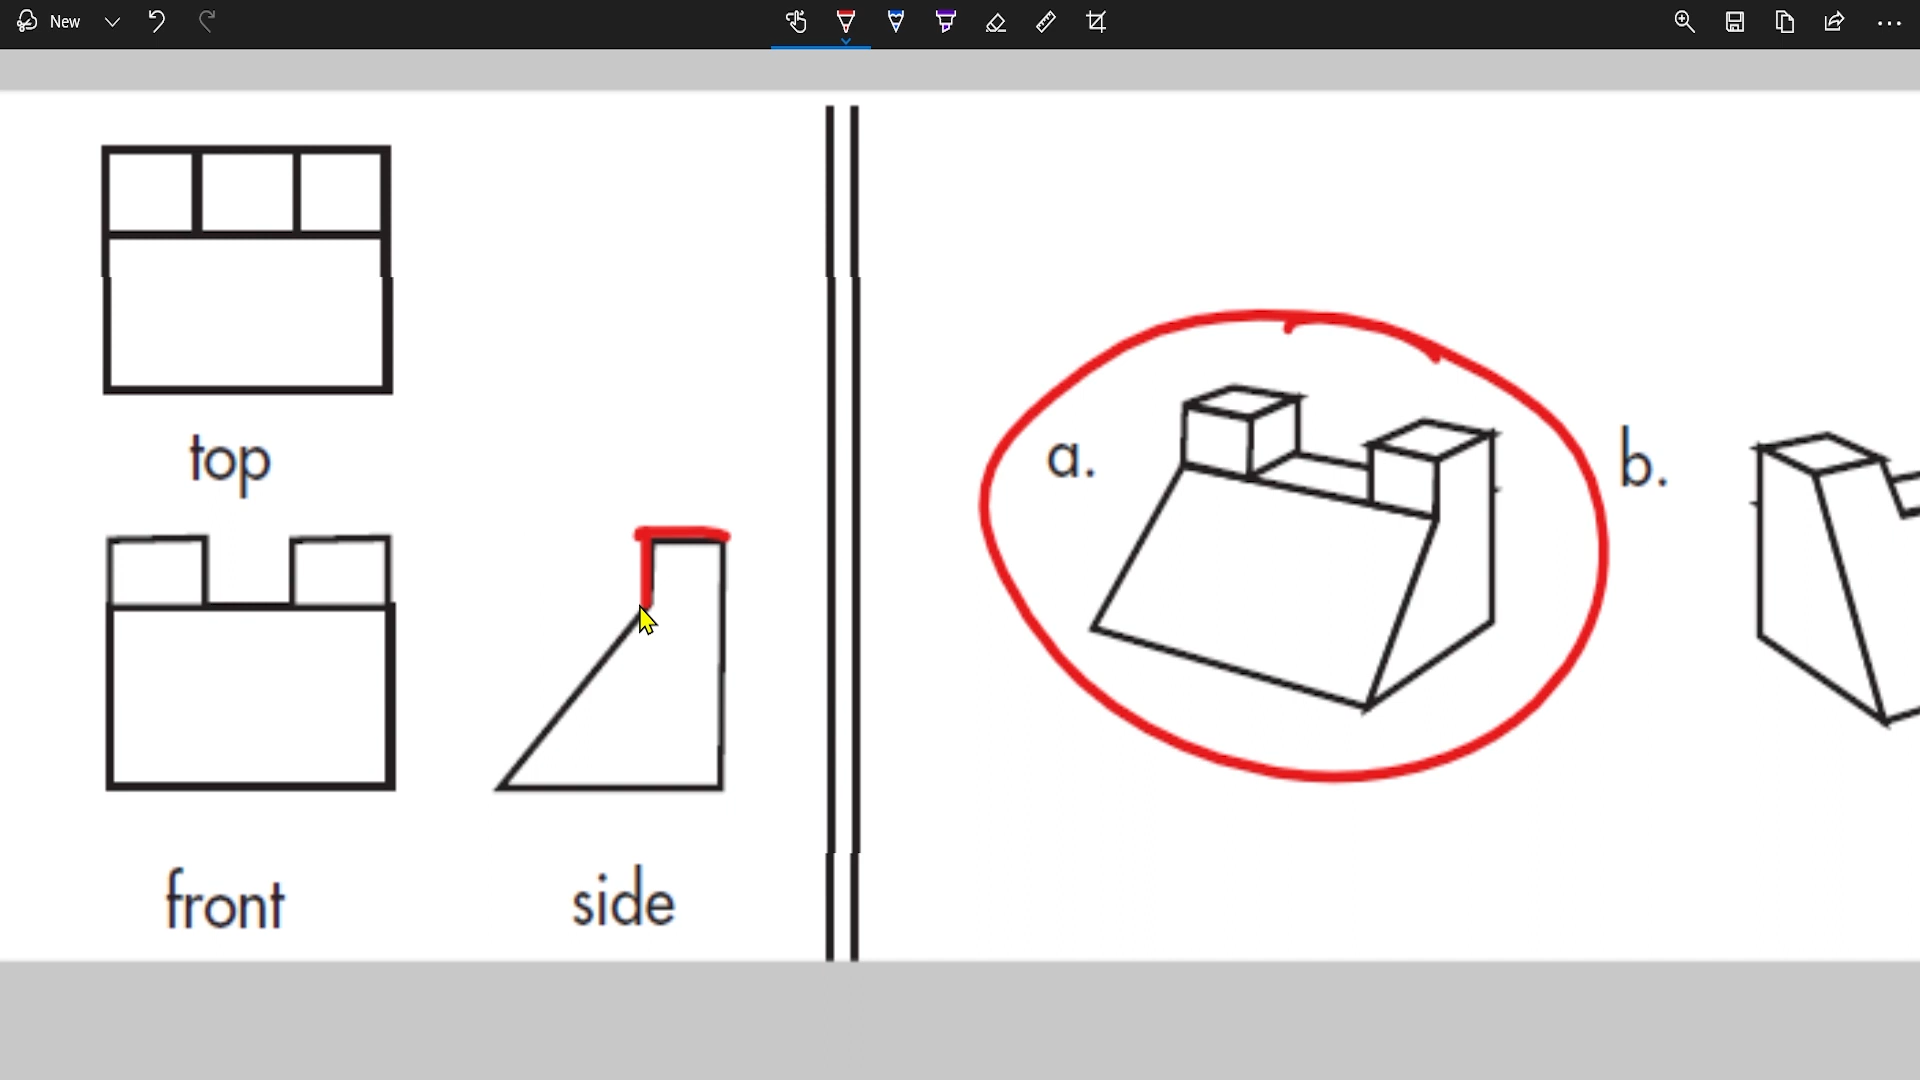 New
top
a.
b.
front
side